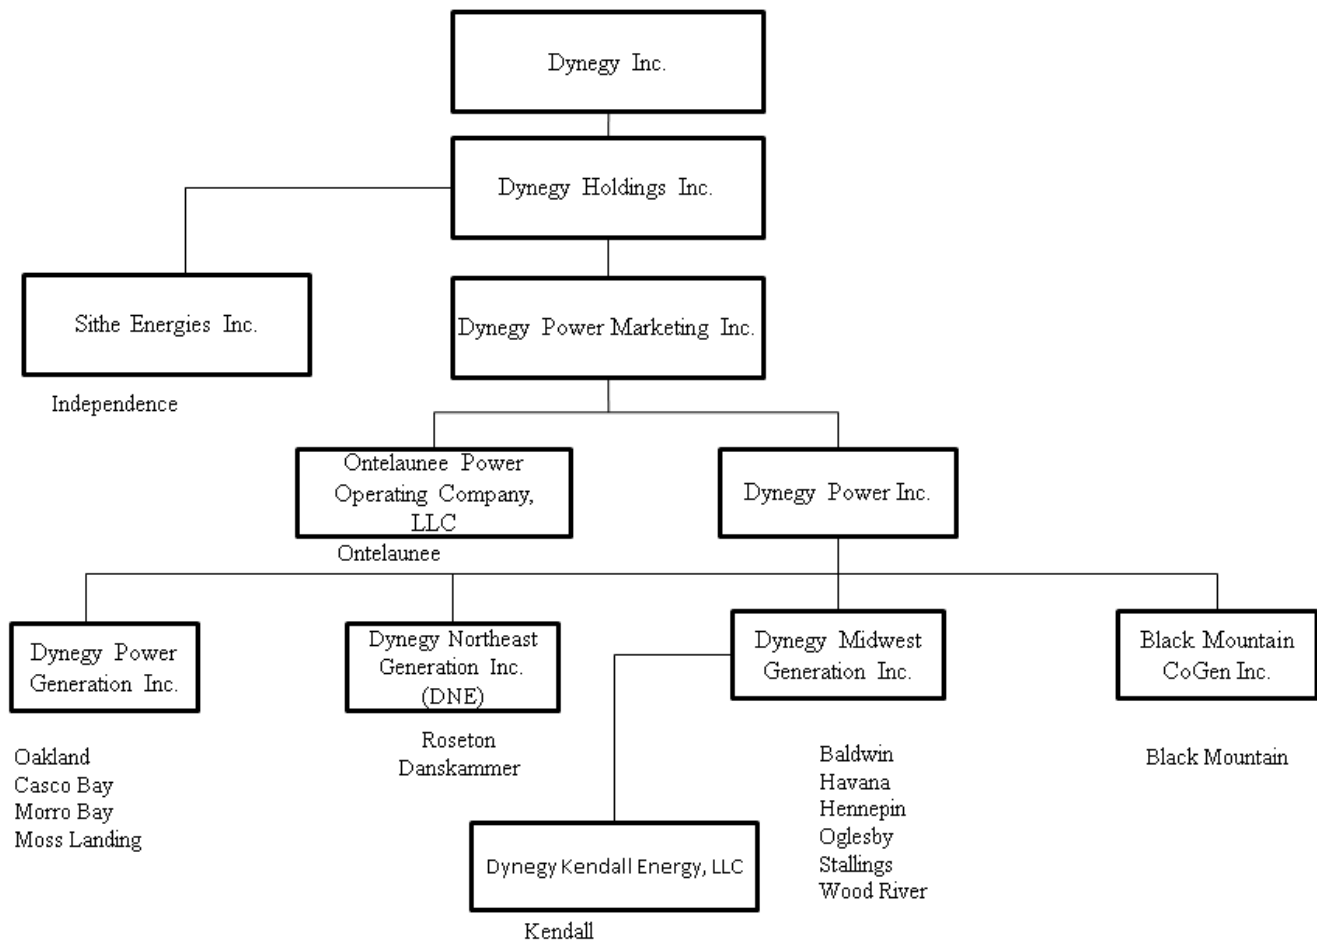 Dynegy Inc.
Dynegy Holdings Inc.
Sithe Energies Inc.
Independence
Dynegy Power Marketing Inc.
Ontelaunee Power
Operating Company,
LLC
Ontelaunee
Dynegy Power Inc.
Dynegy Power
Generation Inc.
Oakland
Casco Bay
Morro Bay
Moss Landing
Dynegy Northeast
Generation Inc.
(DNE)
Roseton
Danskammer
Dynegy Midwest
Generation Inc.
Baldwin
Havana
Hennepin
Oglesby
Stallings
Wood River
Black Mountain
CoGen Inc.
Black Mountain
Dynegy Kendall Energy, LLC
Kendall